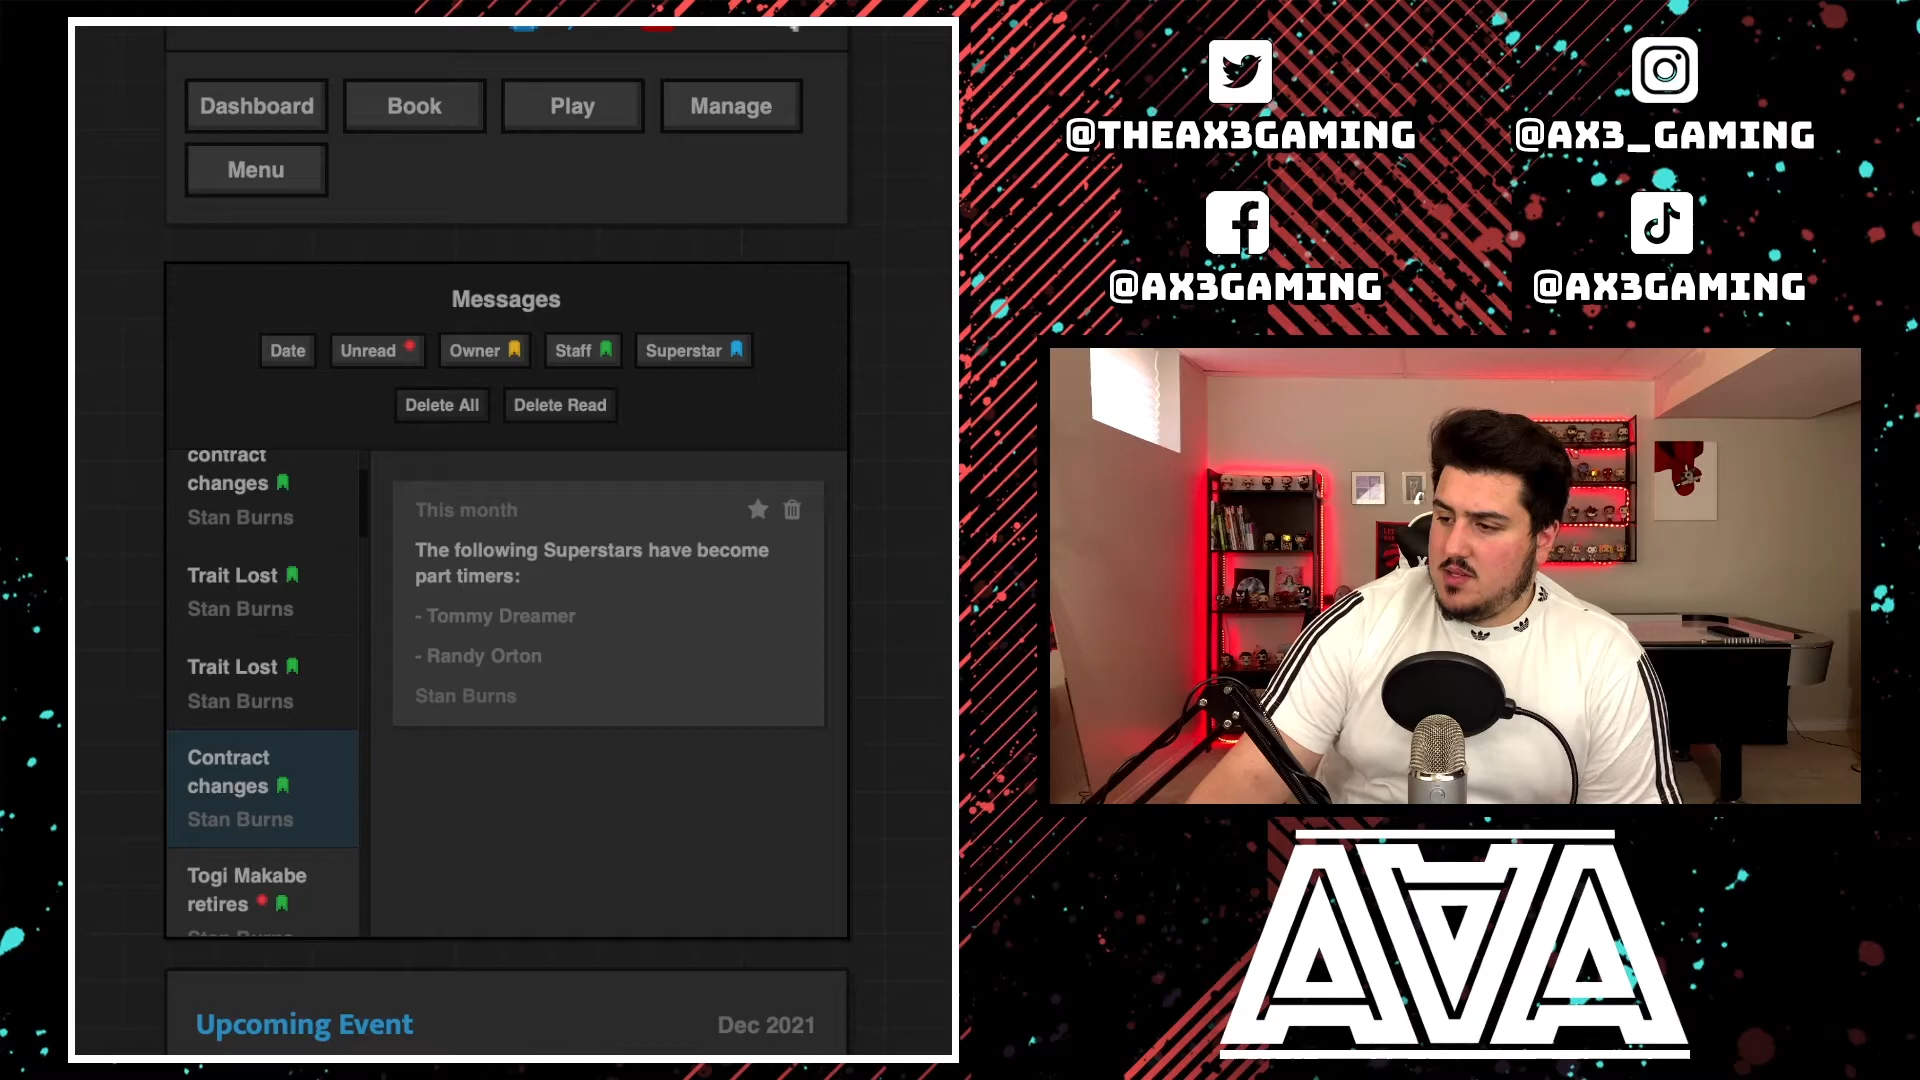 Dashboard
Book
Play
Manage
Menu
Messages
Date
Unread
Owner
Staff
Superstar
Delete All
Delete Read
contract
changes
Stan Burns
Trait Lost
Stan Burns
Trait Lost
Stan Burns
Contract
changes
Stan Burns
Togi Makabe
retires
Stan Burns
This month
The following Superstars have become
part timers:
- Tommy Dreamer
- Randy Orton
Stan Burns
Upcoming Event
Dec 2021
@THEAX3GAMING
@AX3_GAMING
@AX3GAMING
@AX3GAMING